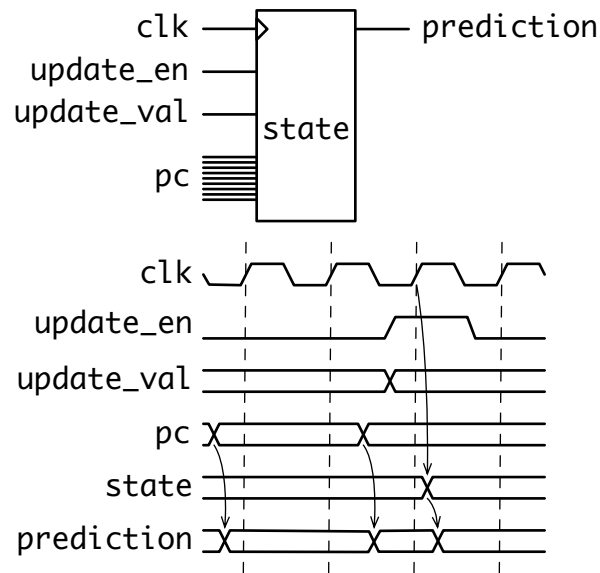 clk
prediction
update_en
update_val
state
pc
clk
update_en
update_val
pc
state
prediction